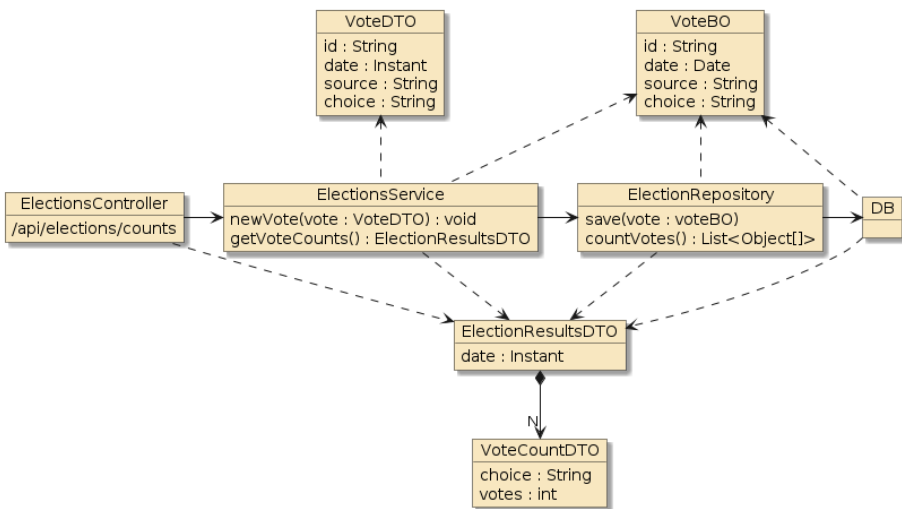 VoteDTO
id : String
date : Instant
source : String
choice : String
VoteBO
id : String
date : Date
source : String
choice : String
ElectionsController
/api/elections/counts
ElectionsService
newVote(vote : VoteDTO) : void
getVoteCounts() : ElectionResultsDTO
ElectionRepository
save(vote : voteBO)
countVotes() : List<Object[]>
DB
ElectionResultsDTO
date : Instant
N
VoteCountDTO
choice : String
votes : int